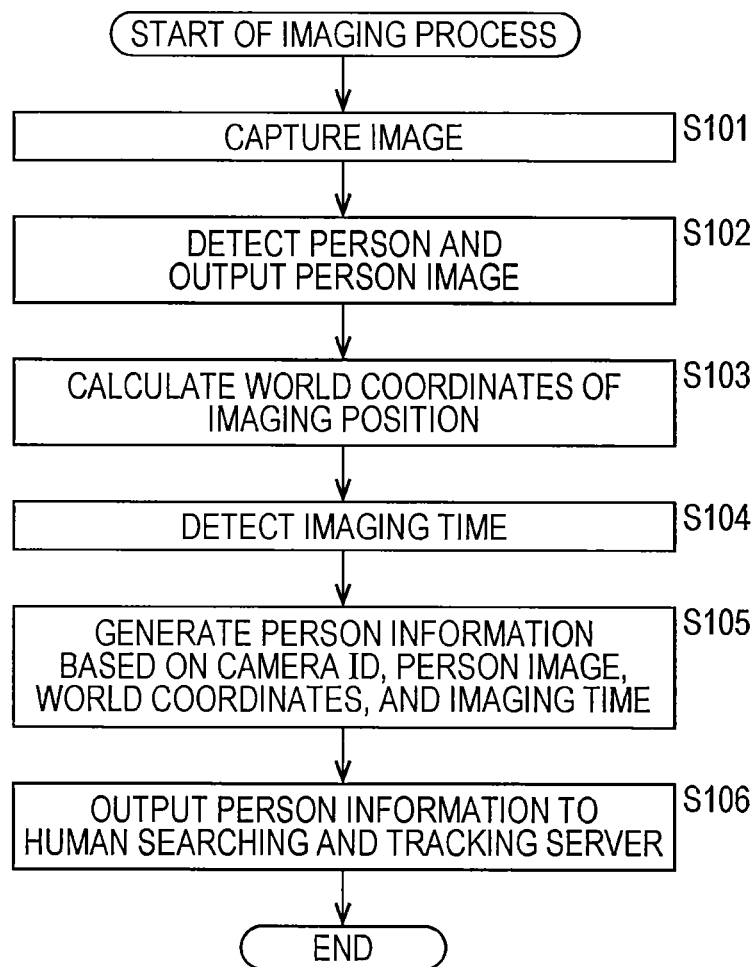 START OF IMAGING PROCESS
CAPTURE IMAGE
S101
DETECT PERSON AND
OUTPUT PERSON IMAGE
S102
CALCULATE WORLD COORDINATES OF
IMAGING POSITION
S103
DETECT IMAGING TIME
S104
GENERATE PERSON INFORMATION
BASED ON CAMERA ID, PERSON IMAGE,
WORLD COORDINATES, AND IMAGING TIME
S105
OUTPUT PERSON INFORMATION TO
HUMAN SEARCHING AND TRACKING SERVER
S106
END